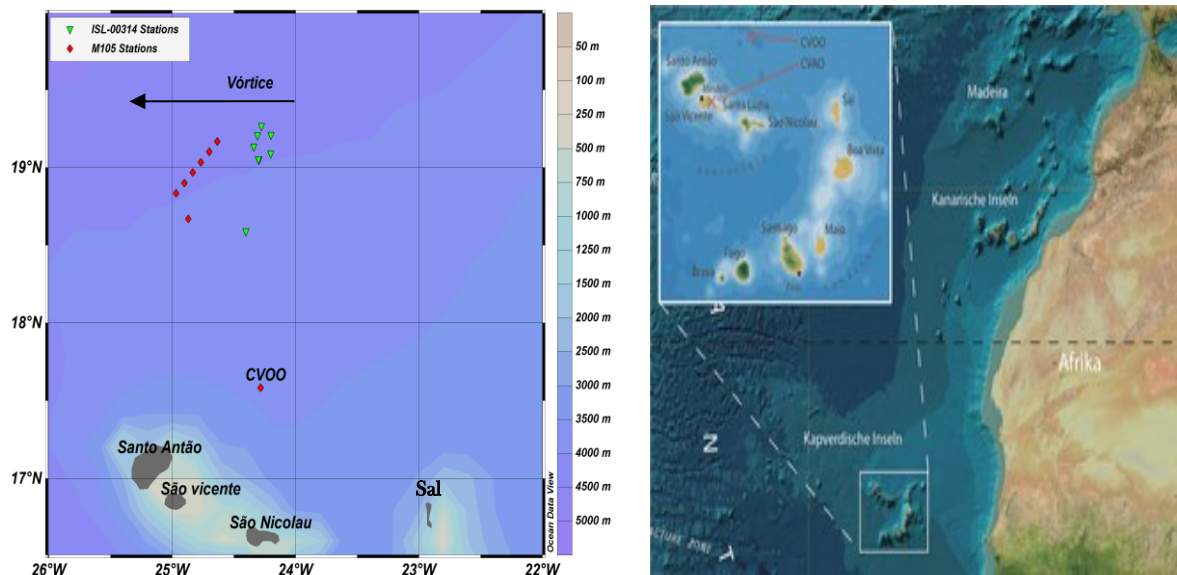 ISL-00314 Stations
M105 Stations
Vórtice
19°N
18°N
17°N
CVOO
Santo Antão
São vicente
São Nicolau
Sal
26°W
25°W
24°W
23°W
22°W
50 m
100 m
250 m
500 m
750 m
1000 m
1250 m
1500 m
2000 m
2500 m
3000 m
3500 m
4000 m
4500 m
5000 m
Ocean Data View
CVOO
CVAO
Santo Antão
Mindelo
São Vicente
Santa Luzia
São Nicolau
Sal
Boa Vista
Santiago
Maio
Fogo
Brava
Praia
Madeira
Kanarische Inseln
Afrika
Kapverdische Inseln
N